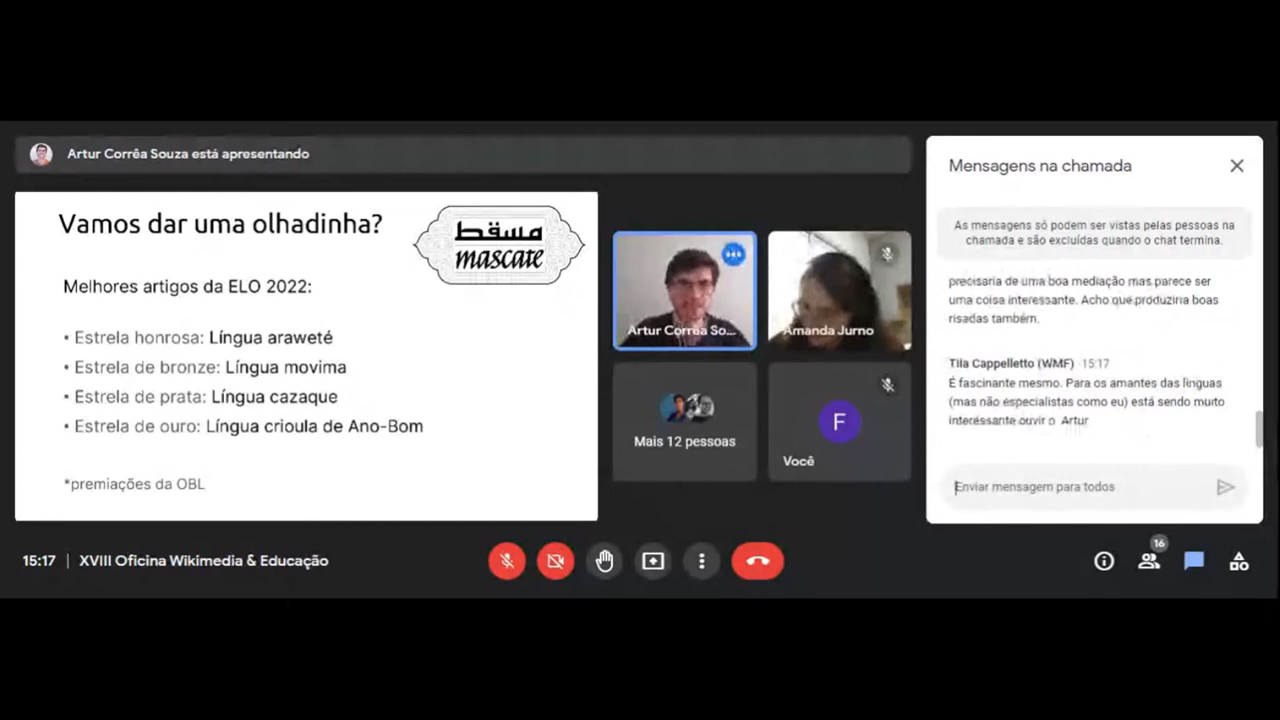 Artur Corrêa Souza está apresentando
Vamos dar uma olhadinha?
مسقط
mascate
Melhores artigos da ELO 2022:
• Estrela honrosa: Língua araweté
• Estrela de bronze: Língua movima
• Estrela de prata: Língua cazaque
• Estrela de ouro: Língua crioula de Ano-Bom
*premiações da OBL
Artur Corrêa So...
Amanda Jurno
Mais 12 pessoas
F
Você
Mensagens na chamada
As mensagens só podem ser vistas pelas pessoas na
chamada e são excluídas quando o chat termina.
precisaria de uma boa mediação mas parece ser
uma coisa interessante. Acho que produziria boas
risadas também.
Tila Cappelletto (WMF) 15:17
É fascinante mesmo. Para os amantes das línguas
(mas não especialistas como eu) está sendo muito
interessante ouvir o Artur
Enviar mensagem para todos
15:17 | XVIII Oficina Wikimedia & Educação
16